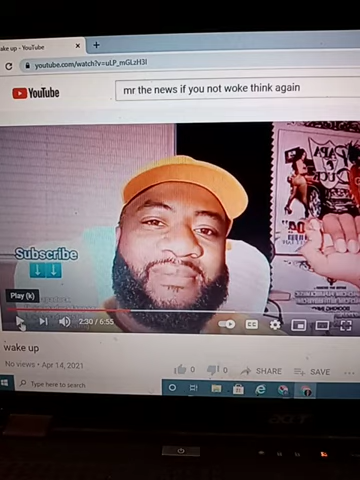 ake up - YouTube
youtube.com/watch?v=uLP_mGLzH3I
YouTube
mr the news if you not woke think again
PAPA
Subscribe
Play (k)
2:30 / 6:55
CC
wake up
No views • Apr 14, 2021
0
0
SHARE
SAVE
Type here to search
acer